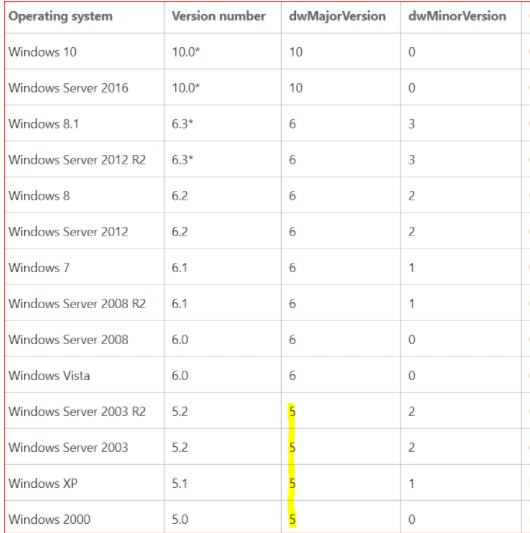 Operating system Version number dwMajorVersion dwMinorVersion
Windows 10 10.0* 10 0
Windows Server 2016 10.0* 10 0
Windows 8.1 6.3* 6 3
Windows Server 2012 R2 6.3* 6 3
Windows 8 6.2 6 2
Windows Server 2012 6.2 6 2
Windows 7 6.1 6 1
Windows Server 2008 R2 6.1 6 1
Windows Server 2008 6.0 6 0
Windows Vista 6.0 6 0
Windows Server 2003 R2 5.2 5 2
Windows Server 2003 5.2 5 2
Windows XP 5.1 5 1
Windows 2000 5.0 5 0